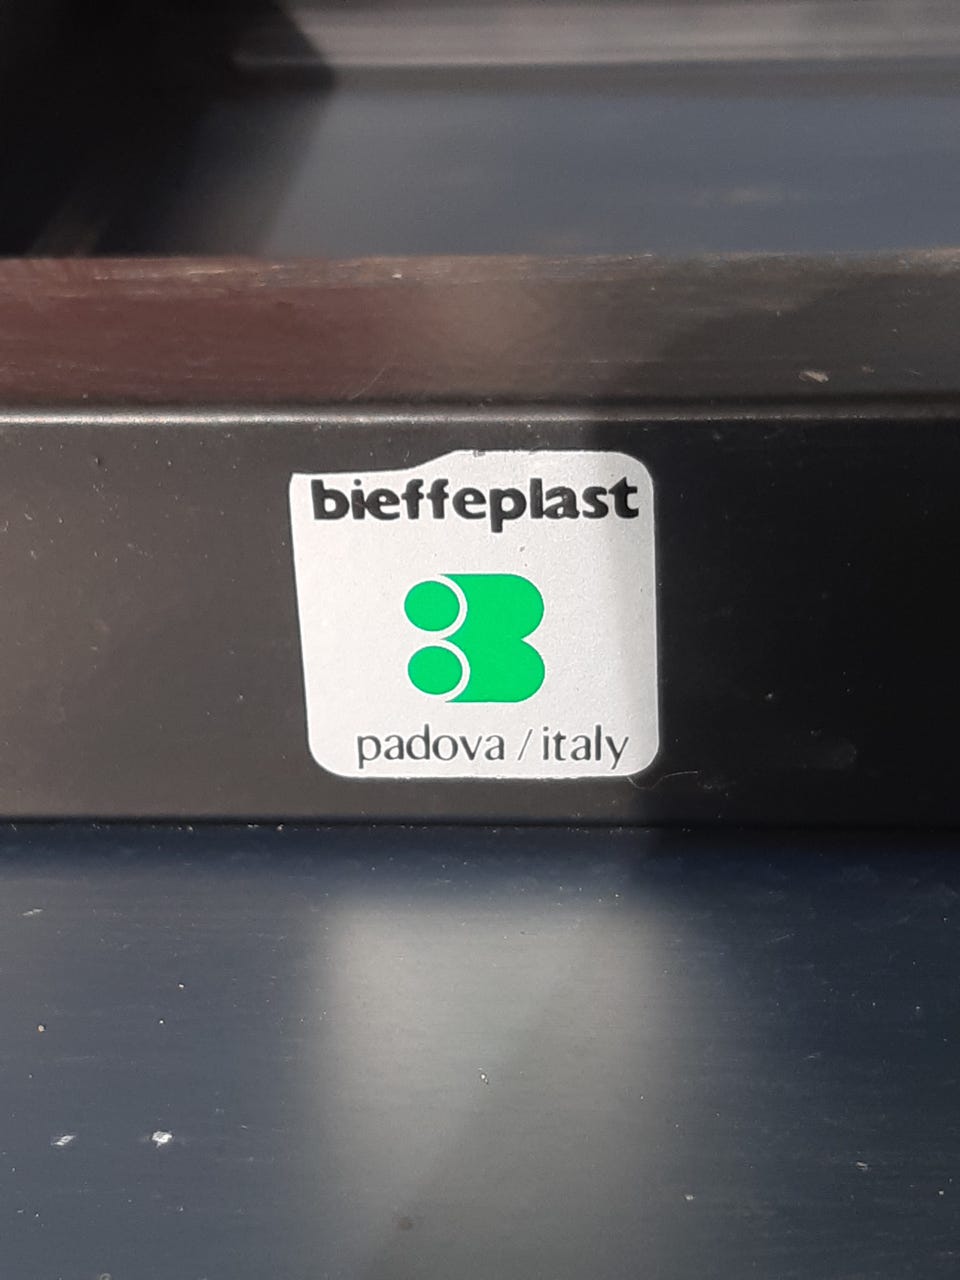 bieffeplast
padova / italy